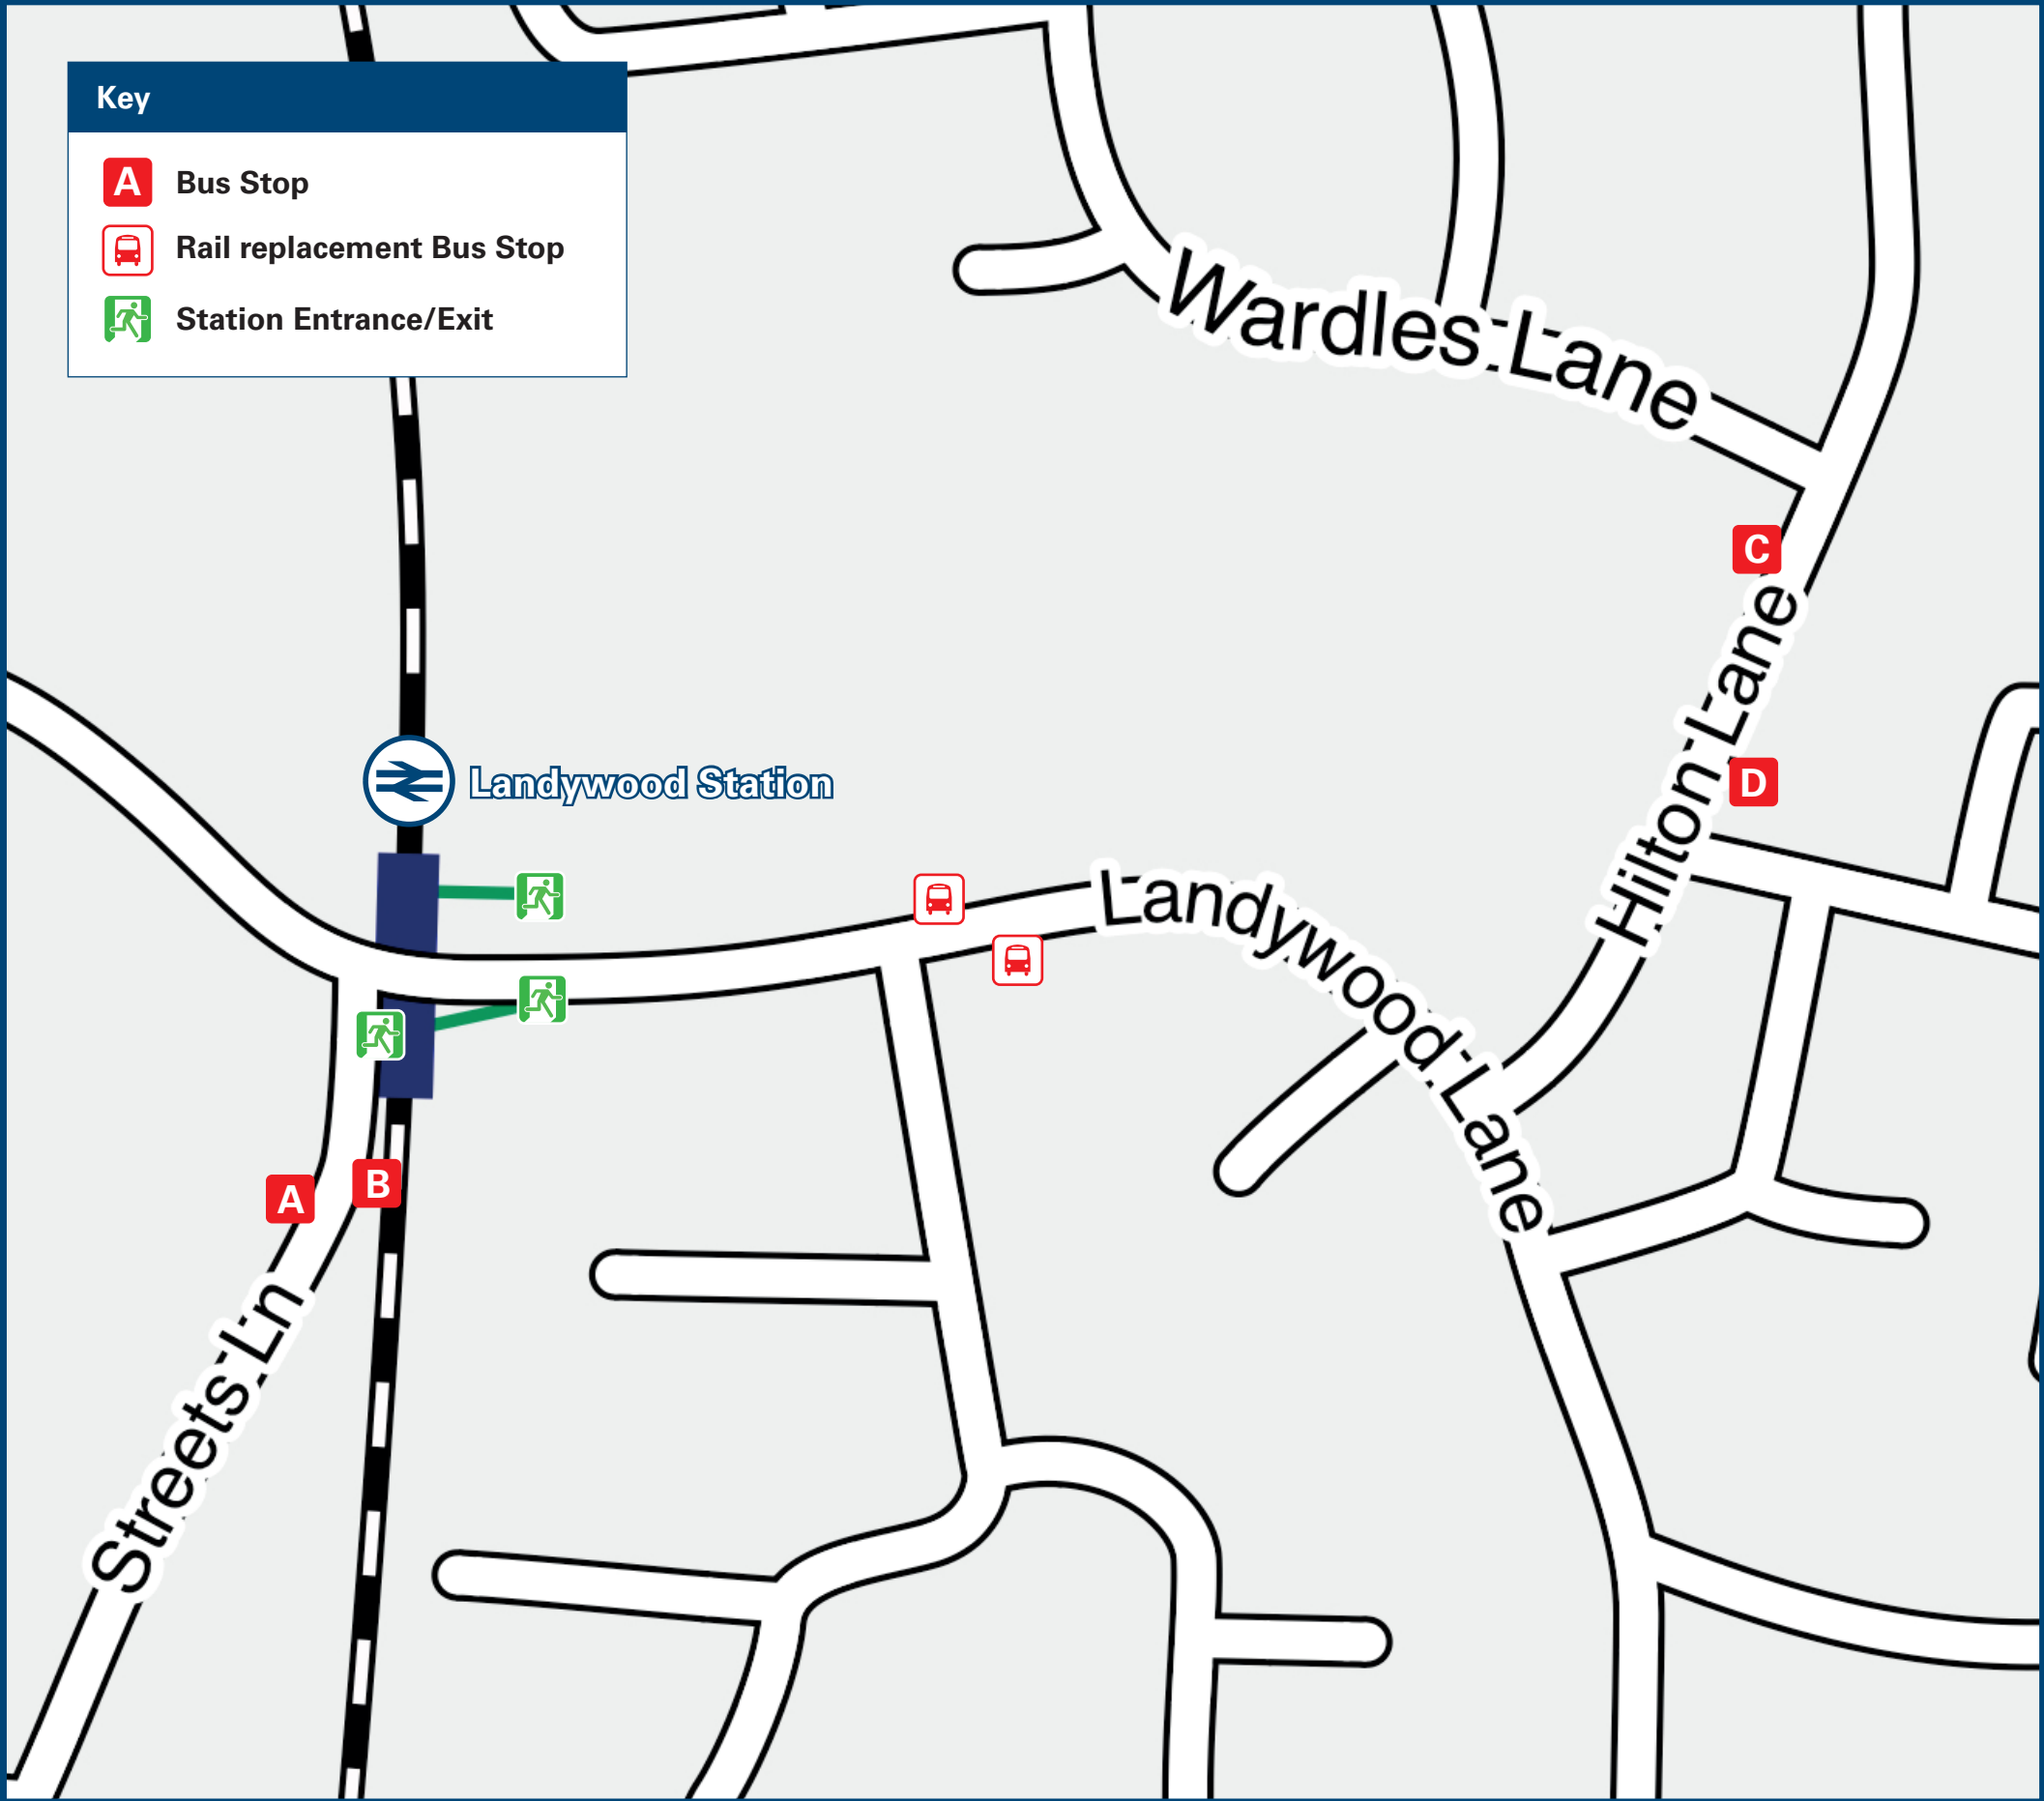 Key
A Bus Stop
Rail replacement Bus Stop
Station Entrance/Exit
Wardles Lane
C
Hilton Lane
D
Landywood Station
Landywood Lane
A
B
Streets Ln